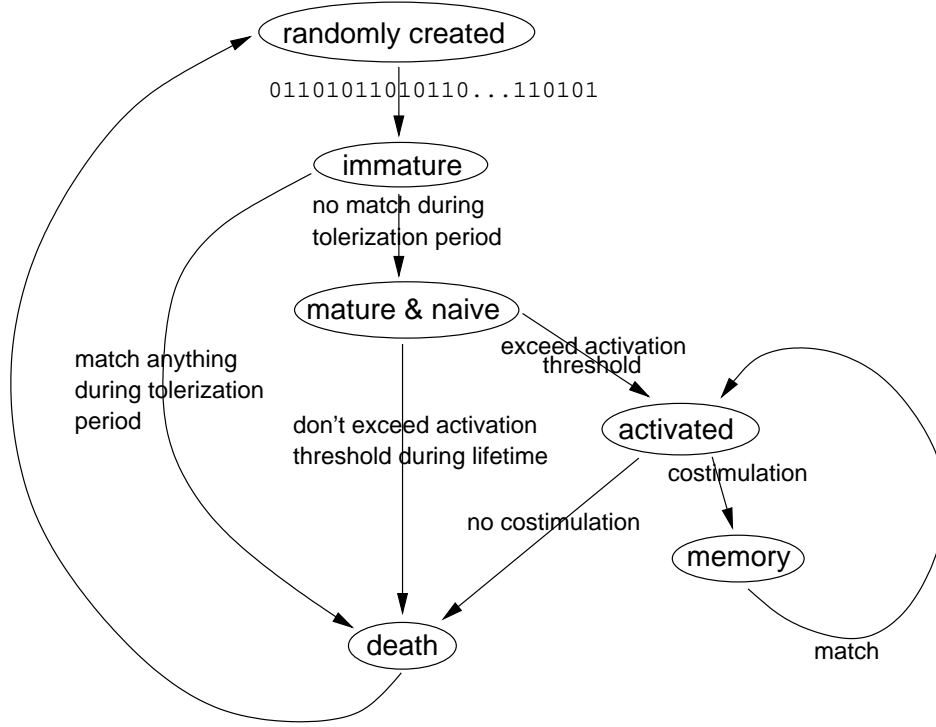 randomly created
01101011010110...110101
immature
no match during
tolerization period
mature & naive
exceed activation
threshold
match anything
during tolerization
period
don't exceed activation
threshold during lifetime
activated
costimulation
no costimulation
memory
death
match